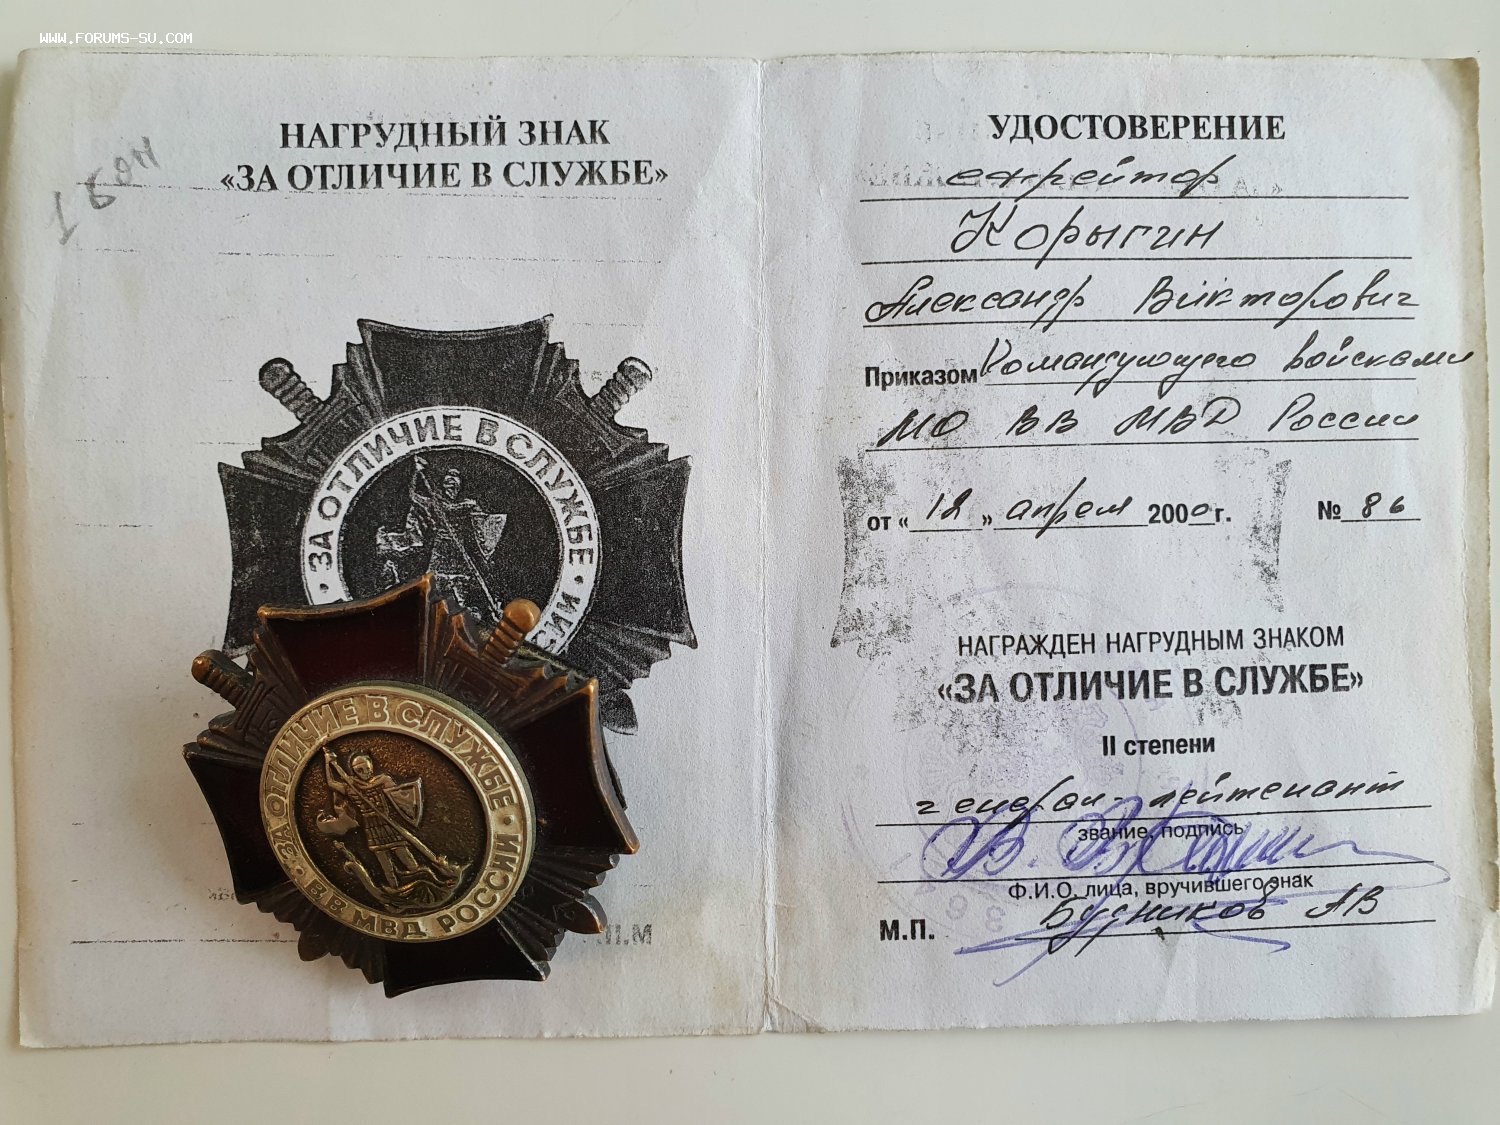 WWW.FORUMS-SU.COM
1 бон
НАГРУДНЫЙ ЗНАК
«ЗА ОТЛИЧИЕ В СЛУЖБЕ»
· ЗА ОТЛИЧИЕ В СЛУЖБЕ ·
· ЗА ОТЛИЧИЕ В СЛУЖБЕ ·
ВВ МВД РОССИИ
УДОСТОВЕРЕНИЕ
ефрейтор
Корыгин
Александр Викторович
Приказом Командующего войсками
МО ВВ МВД России
от « 12 » апреля 2000 г. № 86
НАГРАЖДЕН НАГРУДНЫМ ЗНАКОМ
«ЗА ОТЛИЧИЕ В СЛУЖБЕ»
II степени
генерал-лейтенант
звание, подпись
Ф.И.О. лица, вручившего знак
М.П. Будников АВ